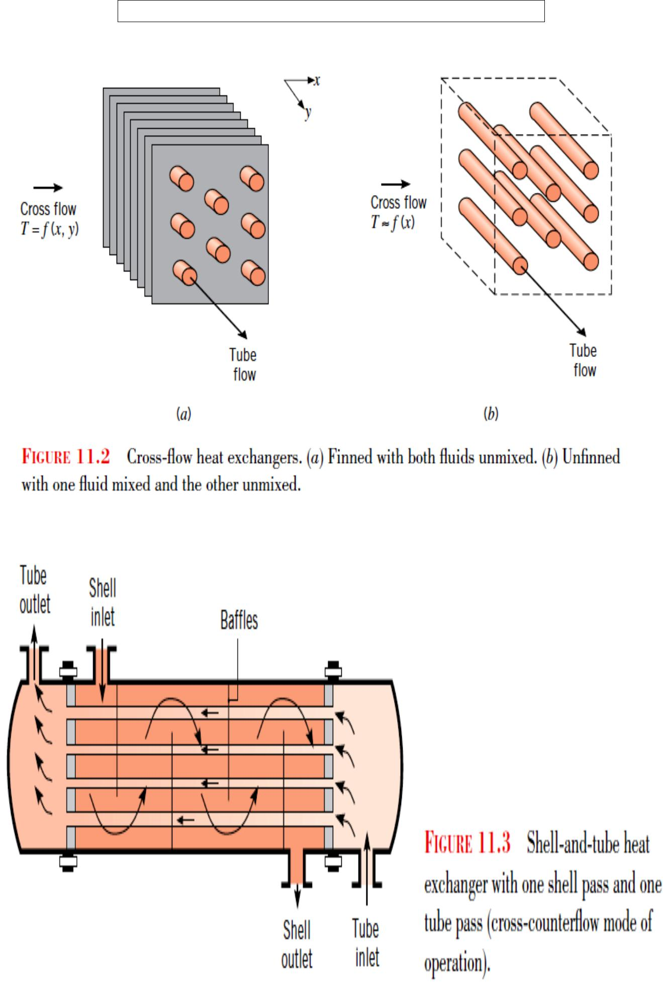 x
y
Cross flow
T = f (x, y)
Cross flow
T ≈ f (x)
Tube
flow
Tube
flow
(a)
(b)
FIGURE 11.2 Cross-flow heat exchangers. (a) Finned with both fluids unmixed. (b) Unfinned
with one fluid mixed and the other unmixed.
Tube
outlet
Shell
inlet
Baffles
Shell
outlet
Tube
inlet
FIGURE 11.3 Shell-and-tube heat
exchanger with one shell pass and one
tube pass (cross-counterflow mode of
operation).